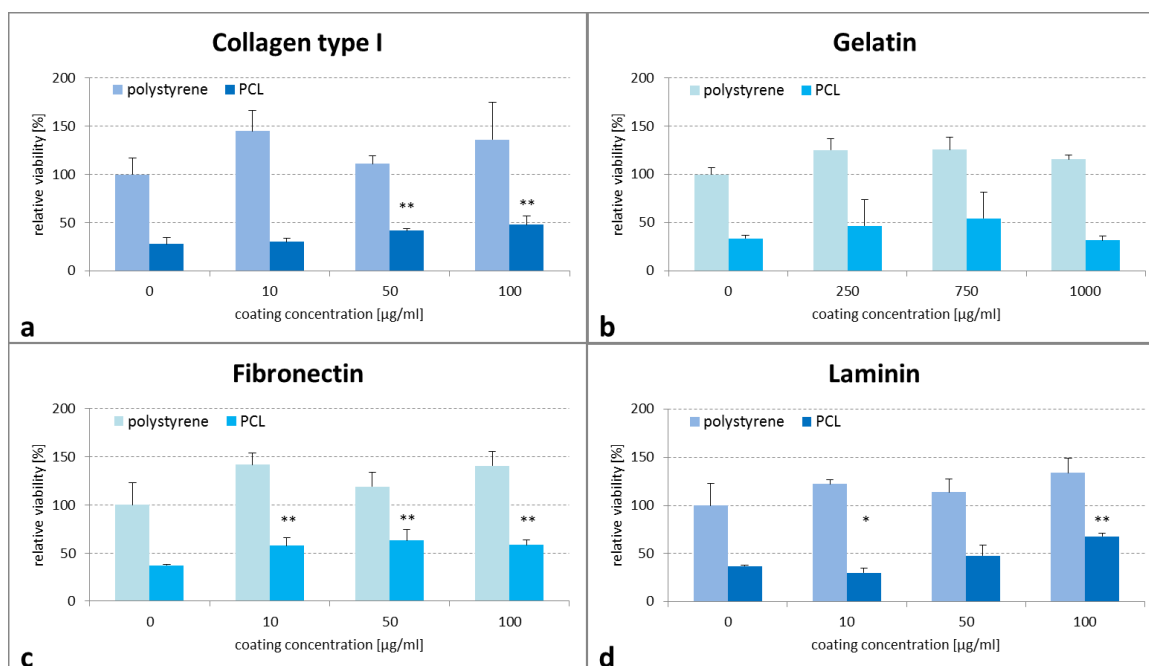 Collagen type I
200
150
100
50
0
relative viability [%]
polystyrene PCL
** **
0 10 50 100
coating concentration [µg/ml]
a
Gelatin
200
150
100
50
0
relative viability [%]
polystyrene PCL
0 250 750 1000
coating concentration [µg/ml]
b
Fibronectin
200
150
100
50
0
relative viability [%]
polystyrene PCL
** ** **
0 10 50 100
coating concentration [µg/ml]
c
Laminin
200
150
100
50
0
relative viability [%]
polystyrene PCL
* **
0 10 50 100
coating concentration [µg/ml]
d